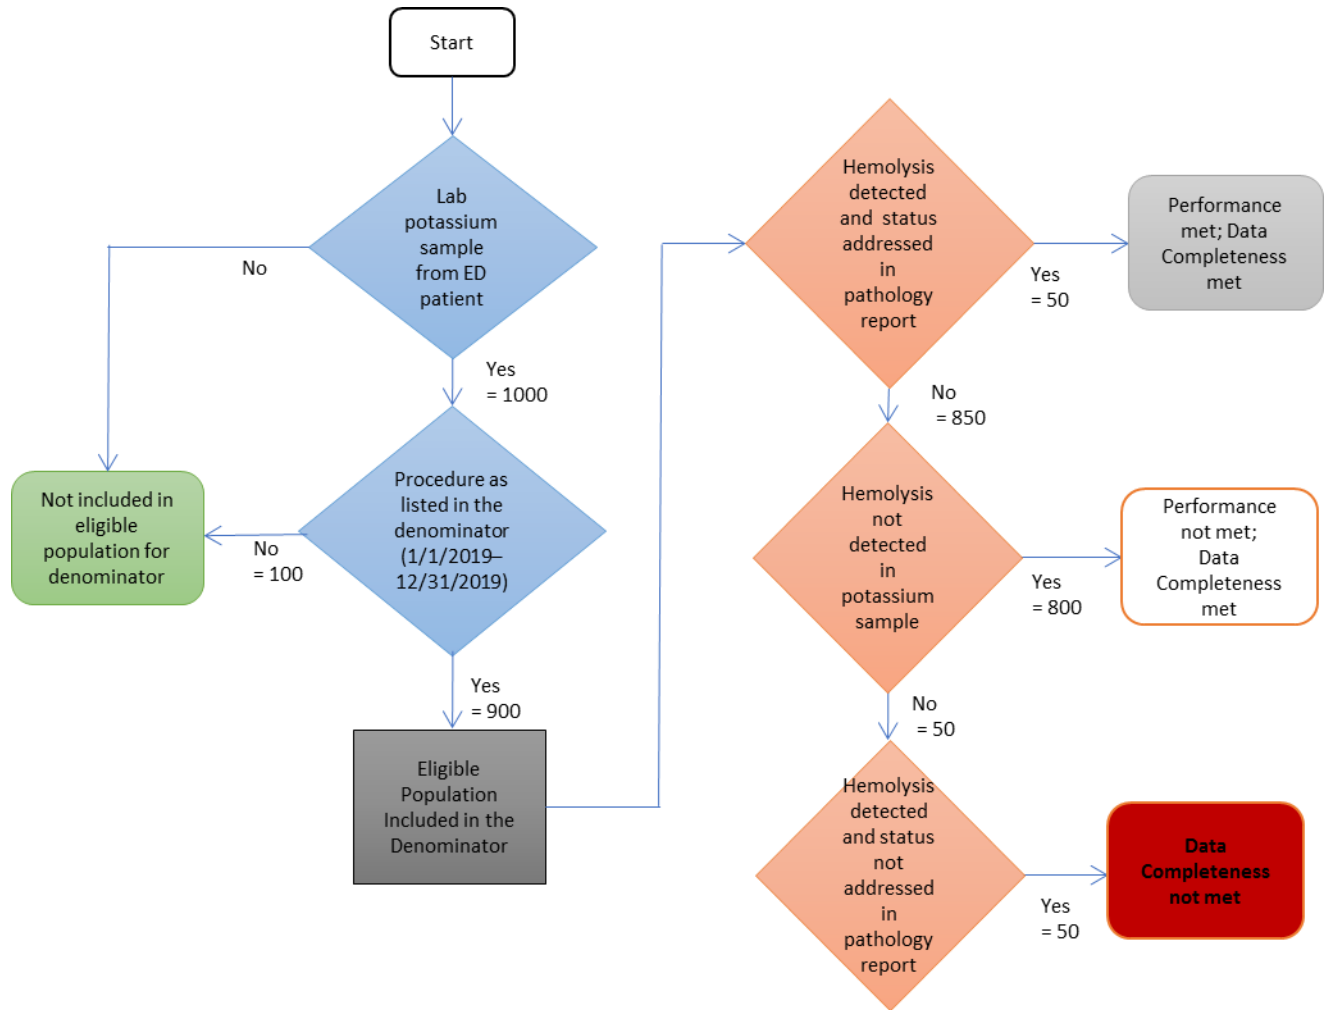 Start
Lab
potassium
sample
from ED
patient
No
Yes
= 1000
Procedure as
listed in the
denominator
(1/1/2019–
12/31/2019)
No
= 100
Not included in
eligible
population for
denominator
Yes
= 900
Eligible
Population
Included in the
Denominator
Hemolysis
detected
and status
addressed
in
pathology
report
Yes
= 50
Performance
met; Data
Completeness
met
No
= 850
Hemolysis
not
detected
in
potassium
sample
Yes
= 800
Performance
not met;
Data
Completeness
met
No
= 50
Hemolysis
detected
and status
not
addressed
in
pathology
report
Yes
= 50
Data
Completeness
not met